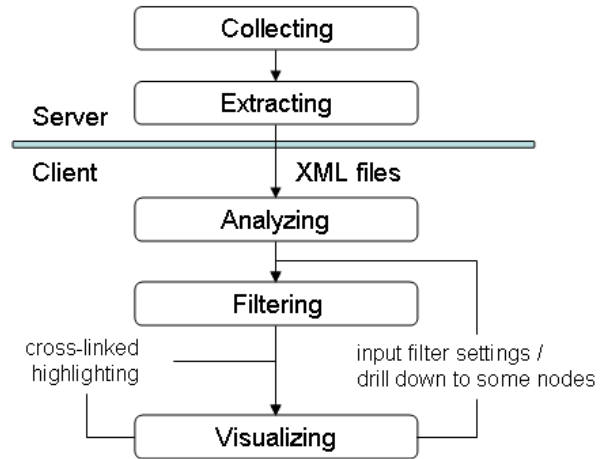 Collecting
Extracting
Server
Client
XML files
Analyzing
Filtering
cross-linked
highlighting
input filter settings /
drill down to some nodes
Visualizing